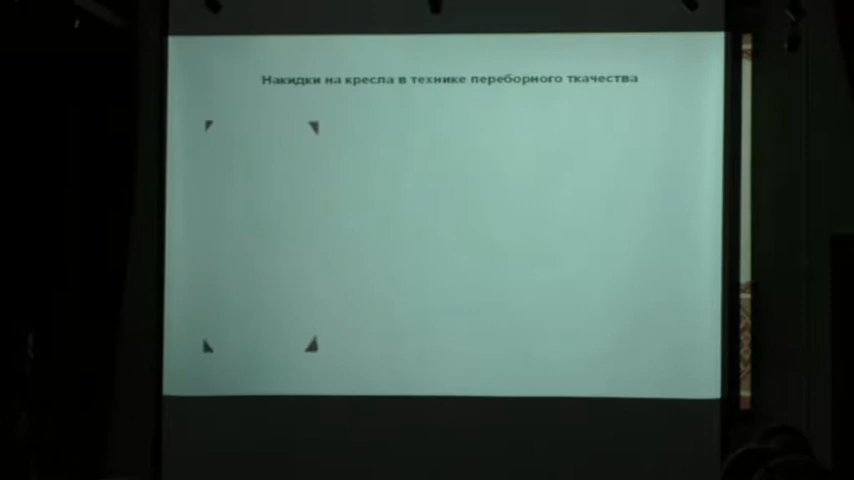 Накидки на кресла в технике переборного ткачества